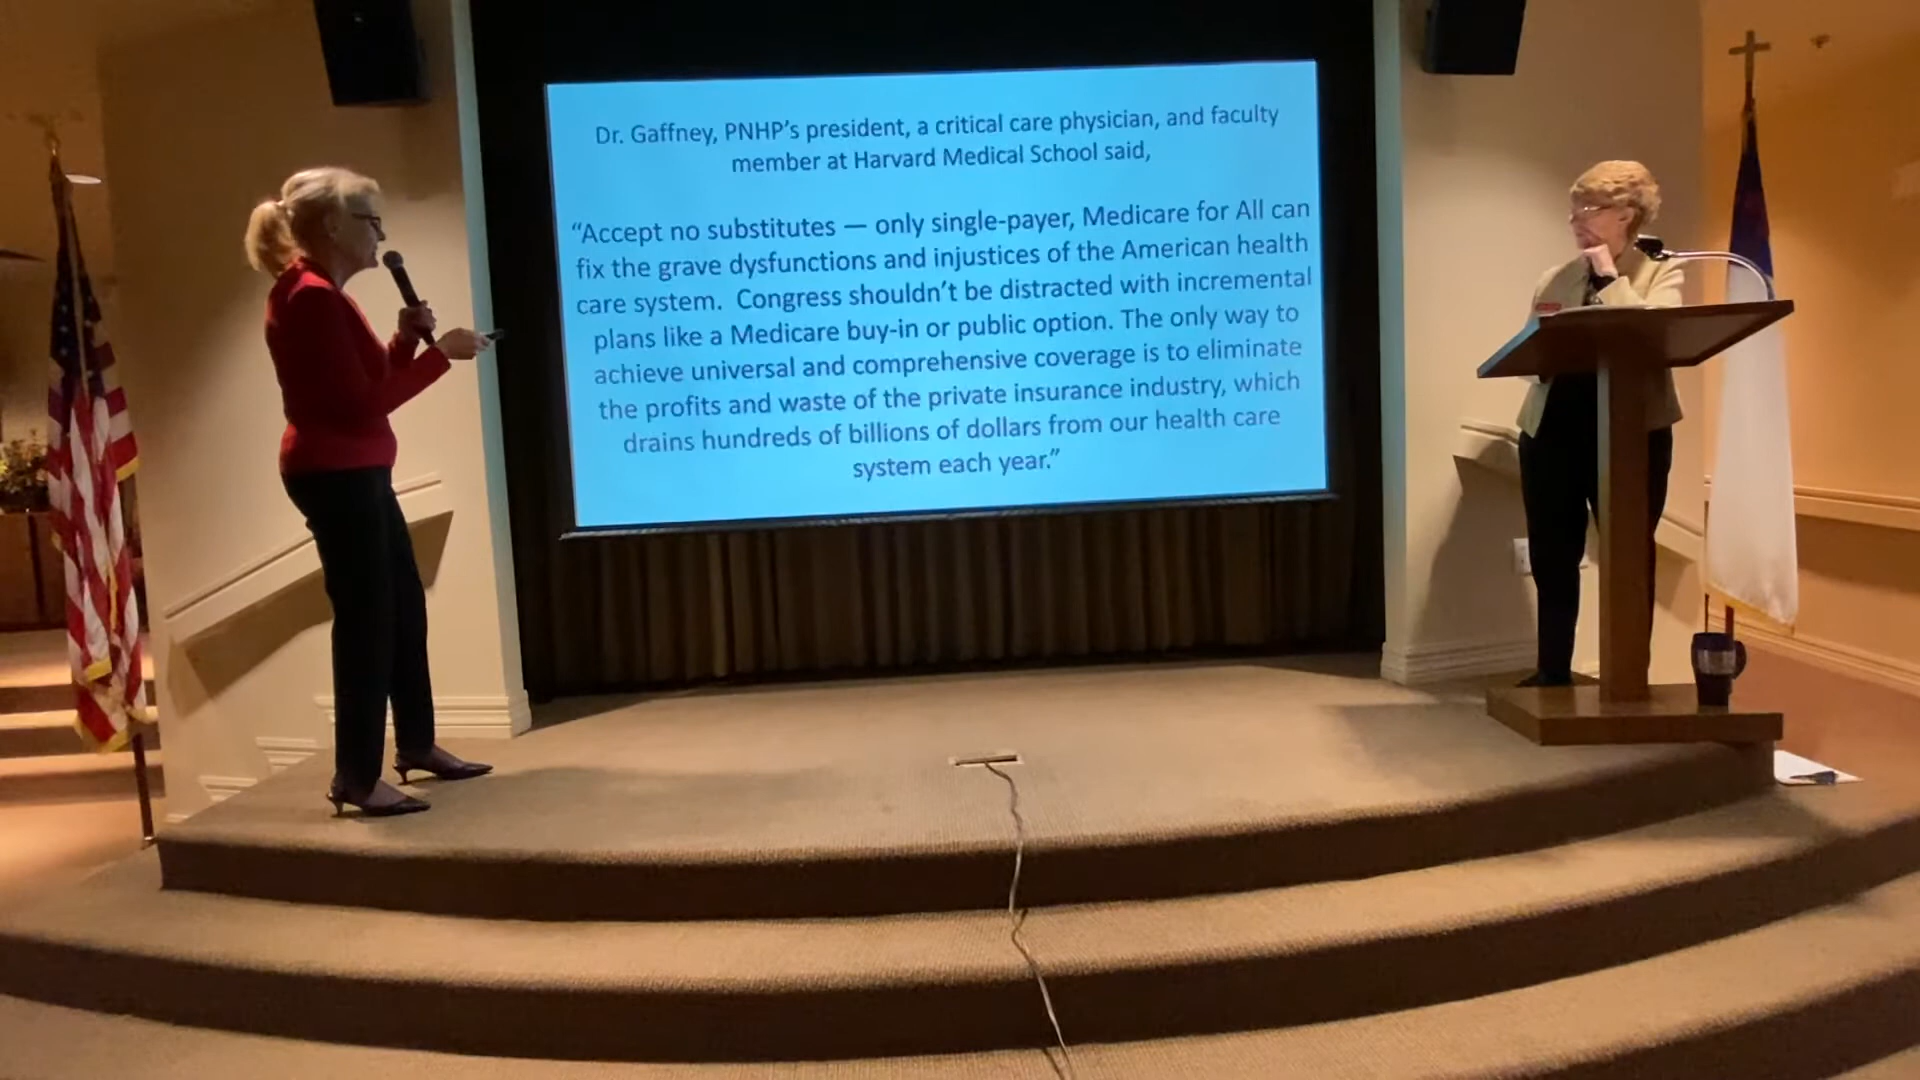 Dr. Gaffney, PNHP's president, a critical care physician, and faculty
member at Harvard Medical School said,
“Accept no substitutes — only single-payer, Medicare for All can
fix the grave dysfunctions and injustices of the American health
care system.  Congress shouldn't be distracted with incremental
plans like a Medicare buy-in or public option. The only way to
achieve universal and comprehensive coverage is to eliminate
the profits and waste of the private insurance industry, which
drains hundreds of billions of dollars from our health care
system each year.”